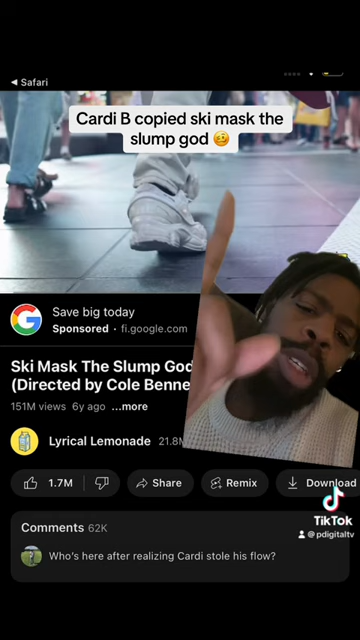 Safari
Cardi B copied ski mask the
slump god 🤕
Save big today
Sponsored · fi.google.com
Ski Mask The Slump God
(Directed by Cole Benne
151M views 6y ago ...more
Lyrical Lemonade 21.8M
1.7M Share Remix Download
TikTok
@ pdigitaltv
Comments 62K
Who's here after realizing Cardi stole his flow?